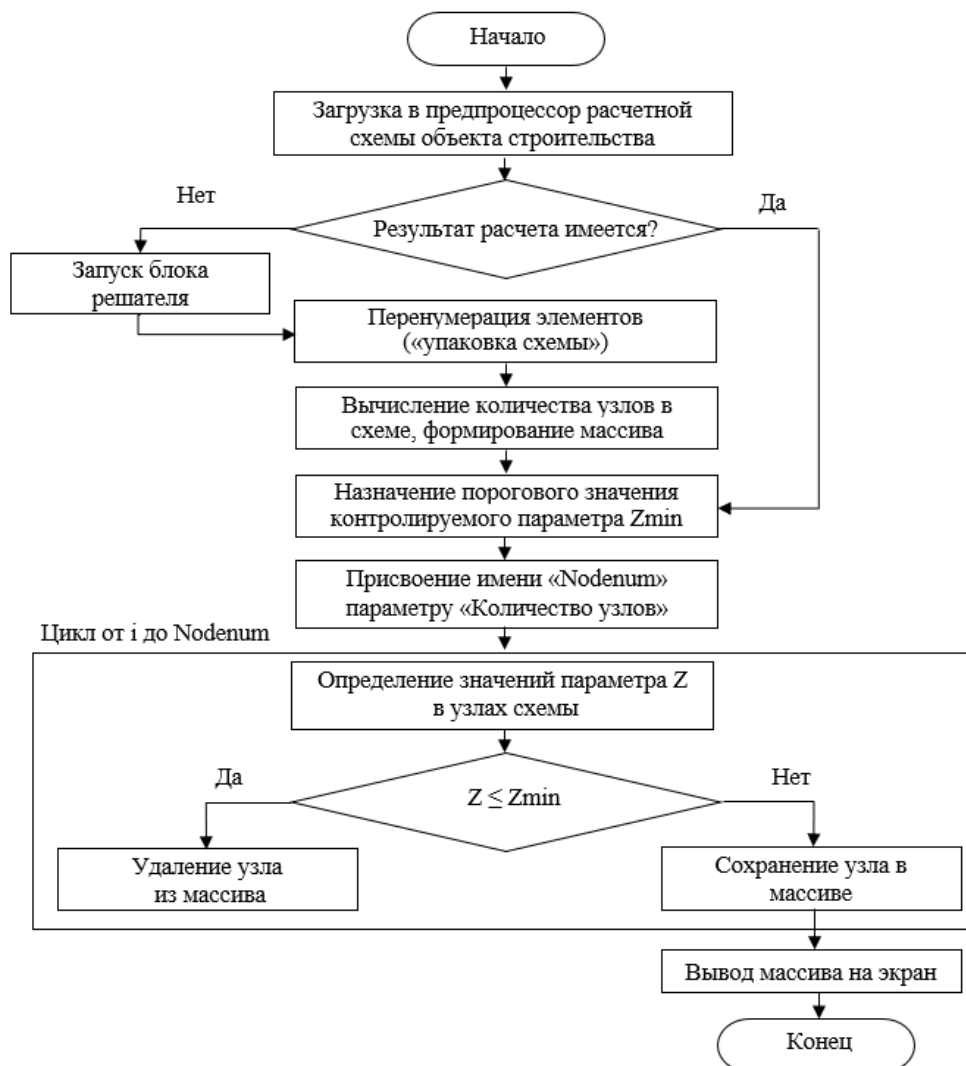 Начало
Загрузка в предпроцессор расчетной
схемы объекта строительства
Нет
Да
Результат расчета имеется?
Запуск блока
решателя
Перенумерация элементов
(«упаковка схемы»)
Вычисление количества узлов в
схеме, формирование массива
Назначение порогового значения
контролируемого параметра Zmin
Присвоение имени «Nodenum»
параметру «Количество узлов»
Цикл от i до Nodenum
Определение значений параметра Z
в узлах схемы
Да
Нет
Z ≤ Zmin
Удаление узла
из массива
Сохранение узла в
массиве
Вывод массива на экран
Конец